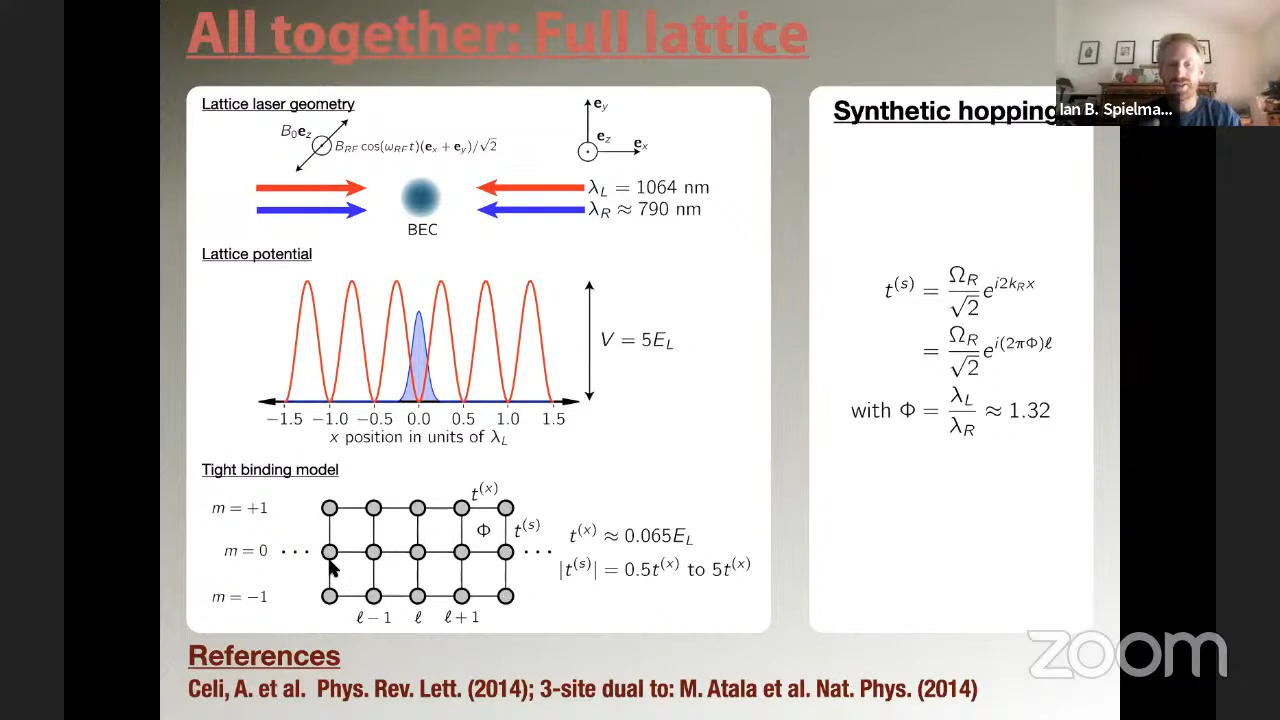 All together: Full lattice
Lattice laser geometry
B₀e_z
B_RF cos(ω_RF t)(e_x + e_y)/√2
e_y
e_z
e_x
λ_L = 1064 nm
λ_R ≈ 790 nm
BEC
Lattice potential
V = 5E_L
−1.5 −1.0 −0.5 0.0 0.5 1.0 1.5
x position in units of λ_L
Tight binding model
t^(x)
m = +1
Φ
t^(s)
m = 0
m = −1
ℓ − 1 ℓ ℓ + 1
t^(x) ≈ 0.065E_L
|t^(s)| = 0.5t^(x) to 5t^(x)
Synthetic hopping
t^(s) = Ω_R/√2 e^{i2k_R x}
= Ω_R/√2 e^{i(2πΦ)ℓ}
with Φ = λ_L/λ_R ≈ 1.32
Ian B. Spielma...
References
Celi, A. et al. Phys. Rev. Lett. (2014); 3-site dual to: M. Atala et al. Nat. Phys. (2014)
zoom